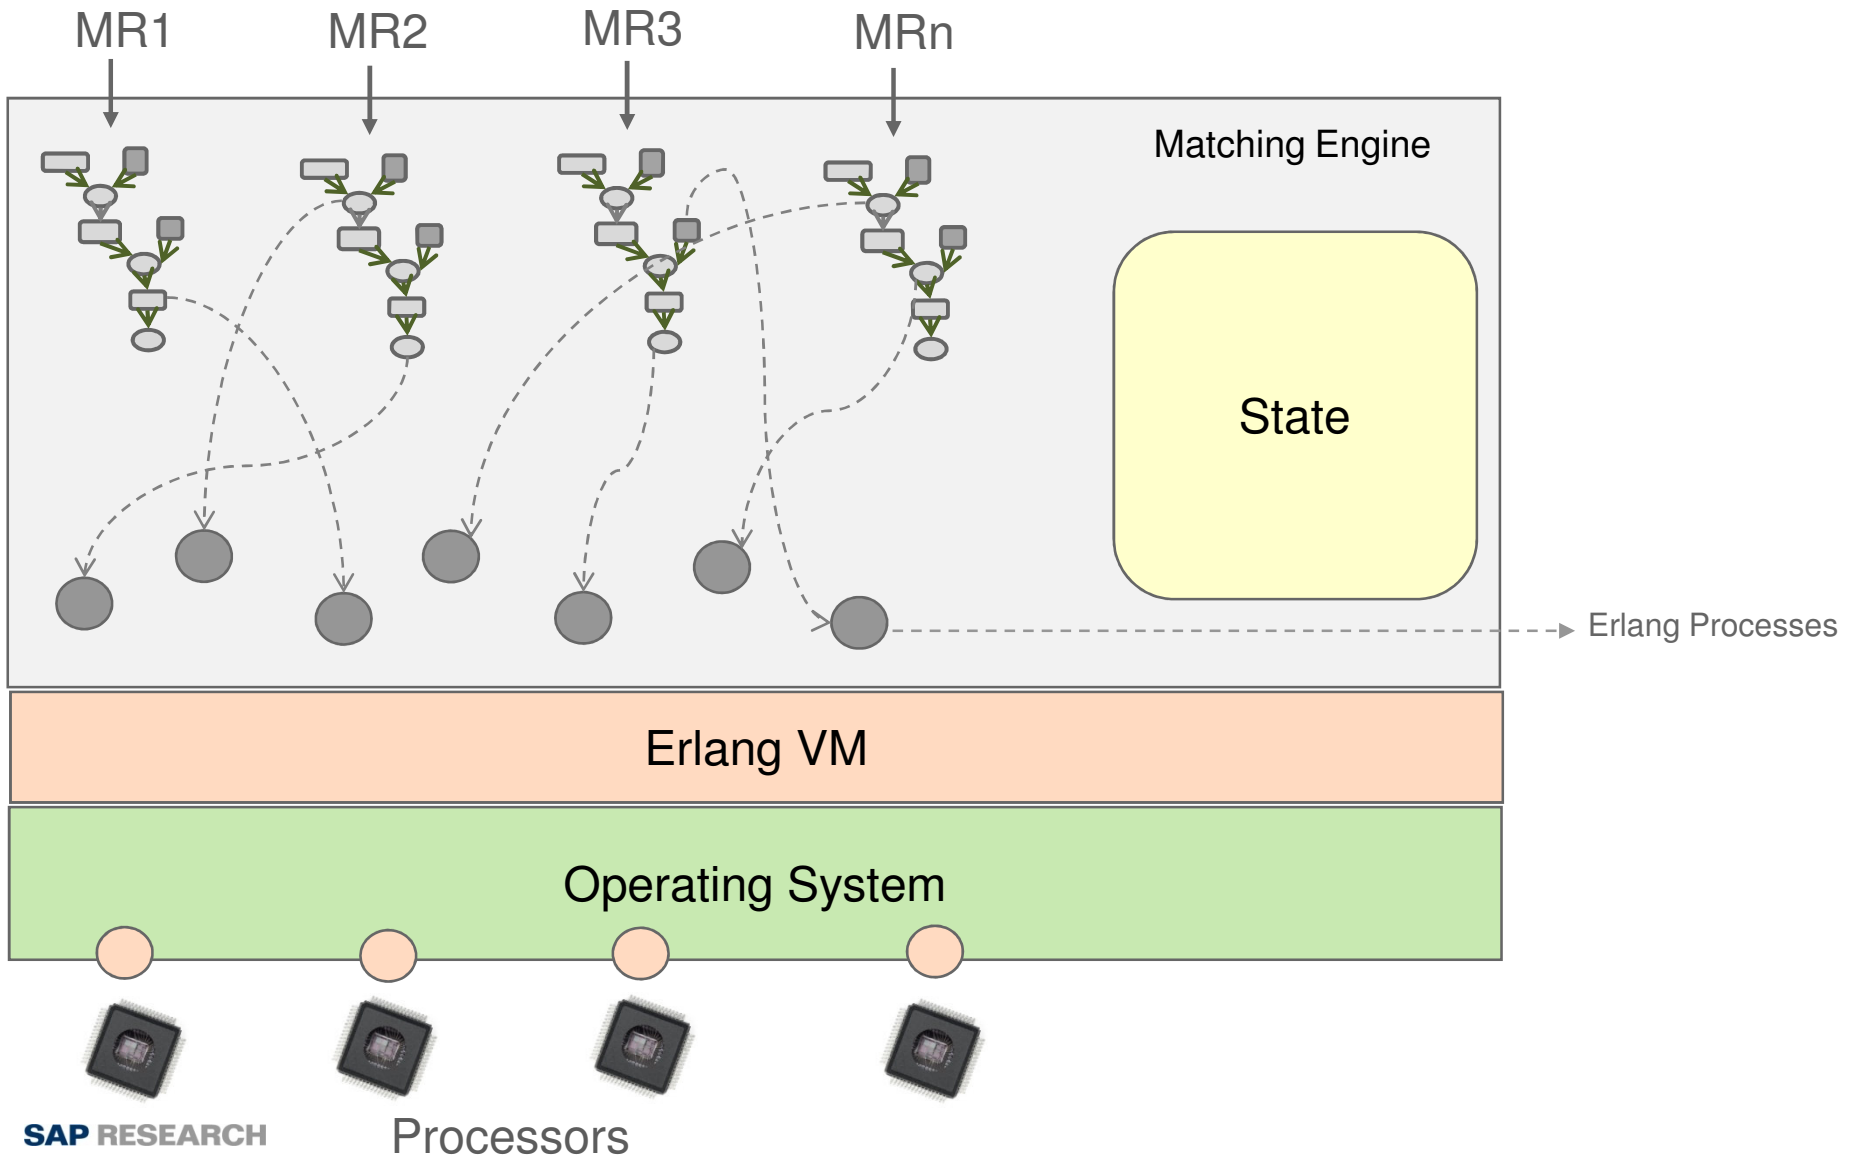 MR1
MR2
MR3
MRn
Matching Engine
State
Erlang Processes
Erlang VM
Operating System
SAP RESEARCH
Processors